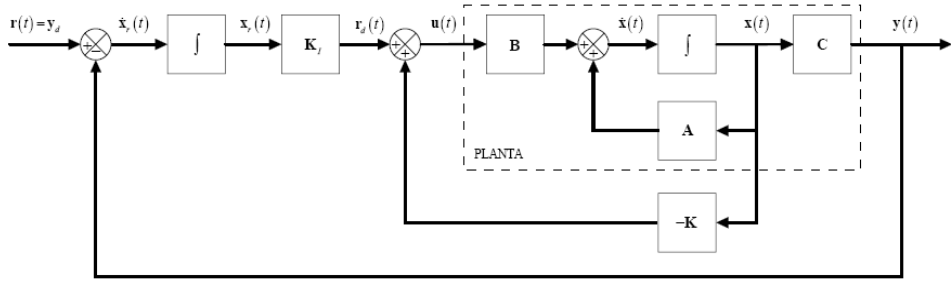 r(t) = y_d
ẋ_r(t)
x_r(t)
r_d(t)
u(t)
ẋ(t)
x(t)
y(t)
+
−
∫
K_I
+
+
B
+
+
∫
C
A
PLANTA
−K